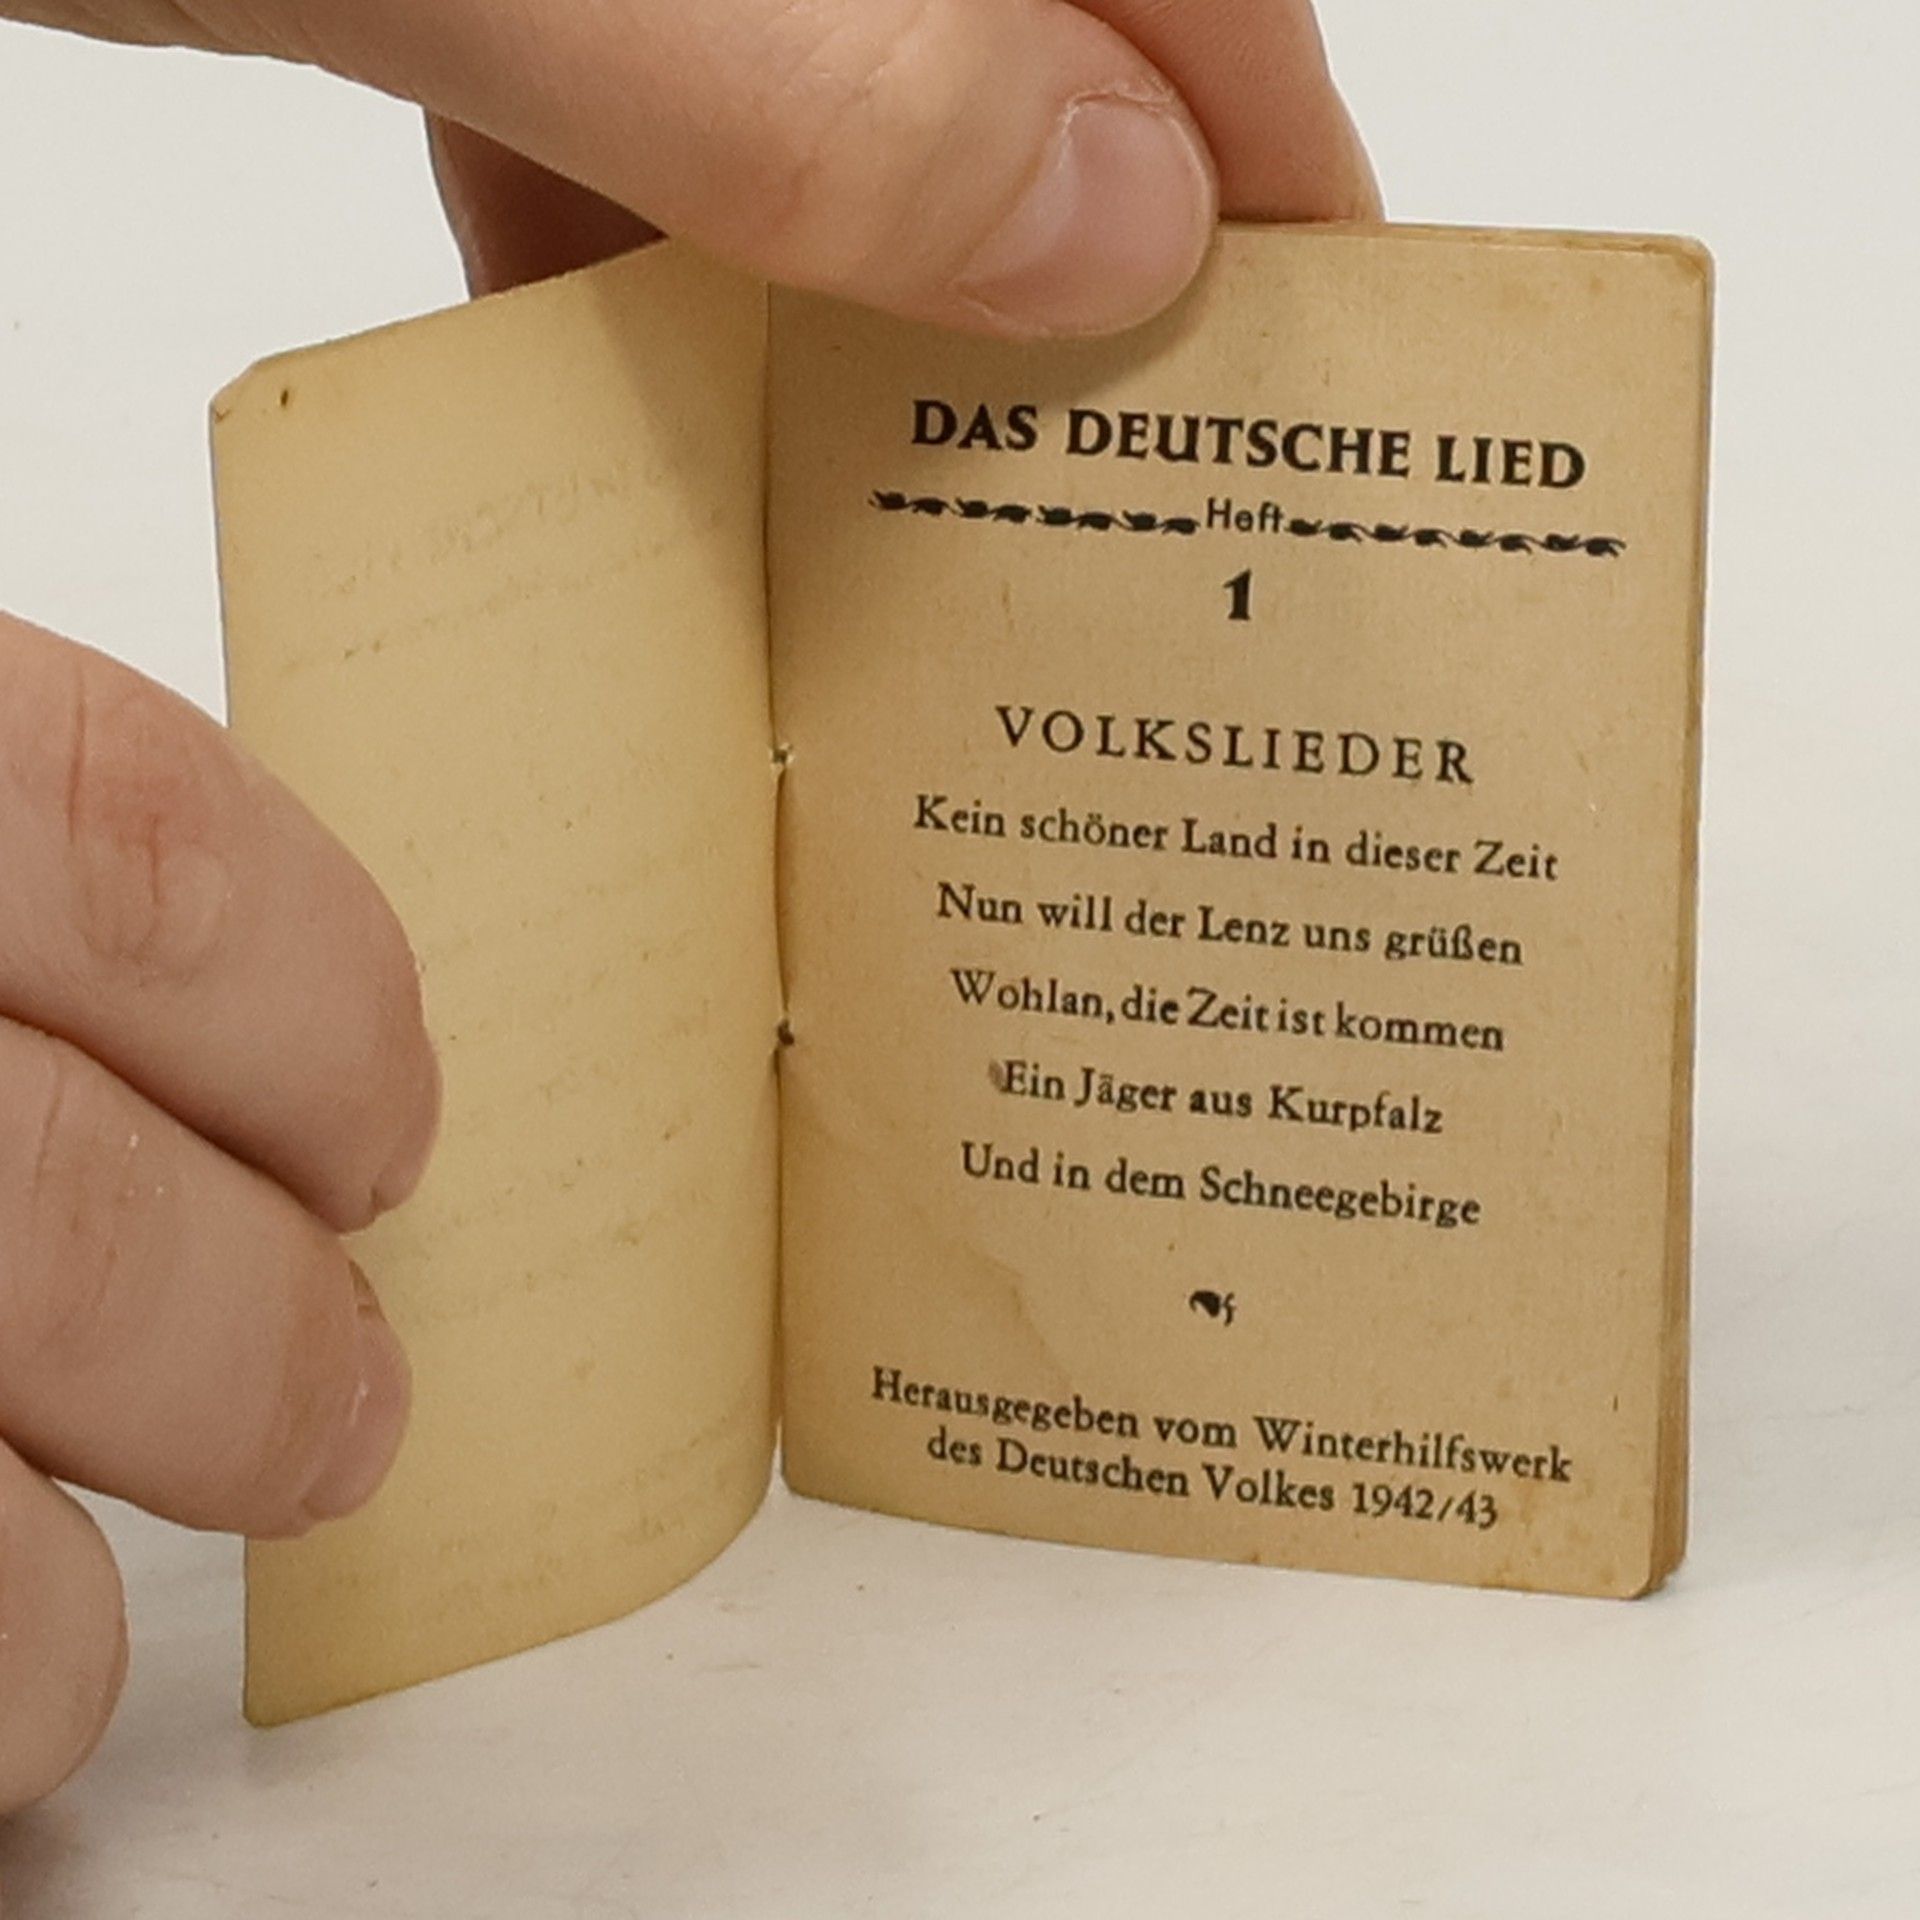 DAS DEUTSCHE LIED
Heft
1
VOLKSLIEDER
Kein schöner Land in dieser Zeit
Nun will der Lenz uns grüßen
Wohlan, die Zeit ist kommen
Ein Jäger aus Kurpfalz
Und in dem Schneegebirge
Herausgegeben vom Winterhilfswerk
des Deutschen Volkes 1942/43